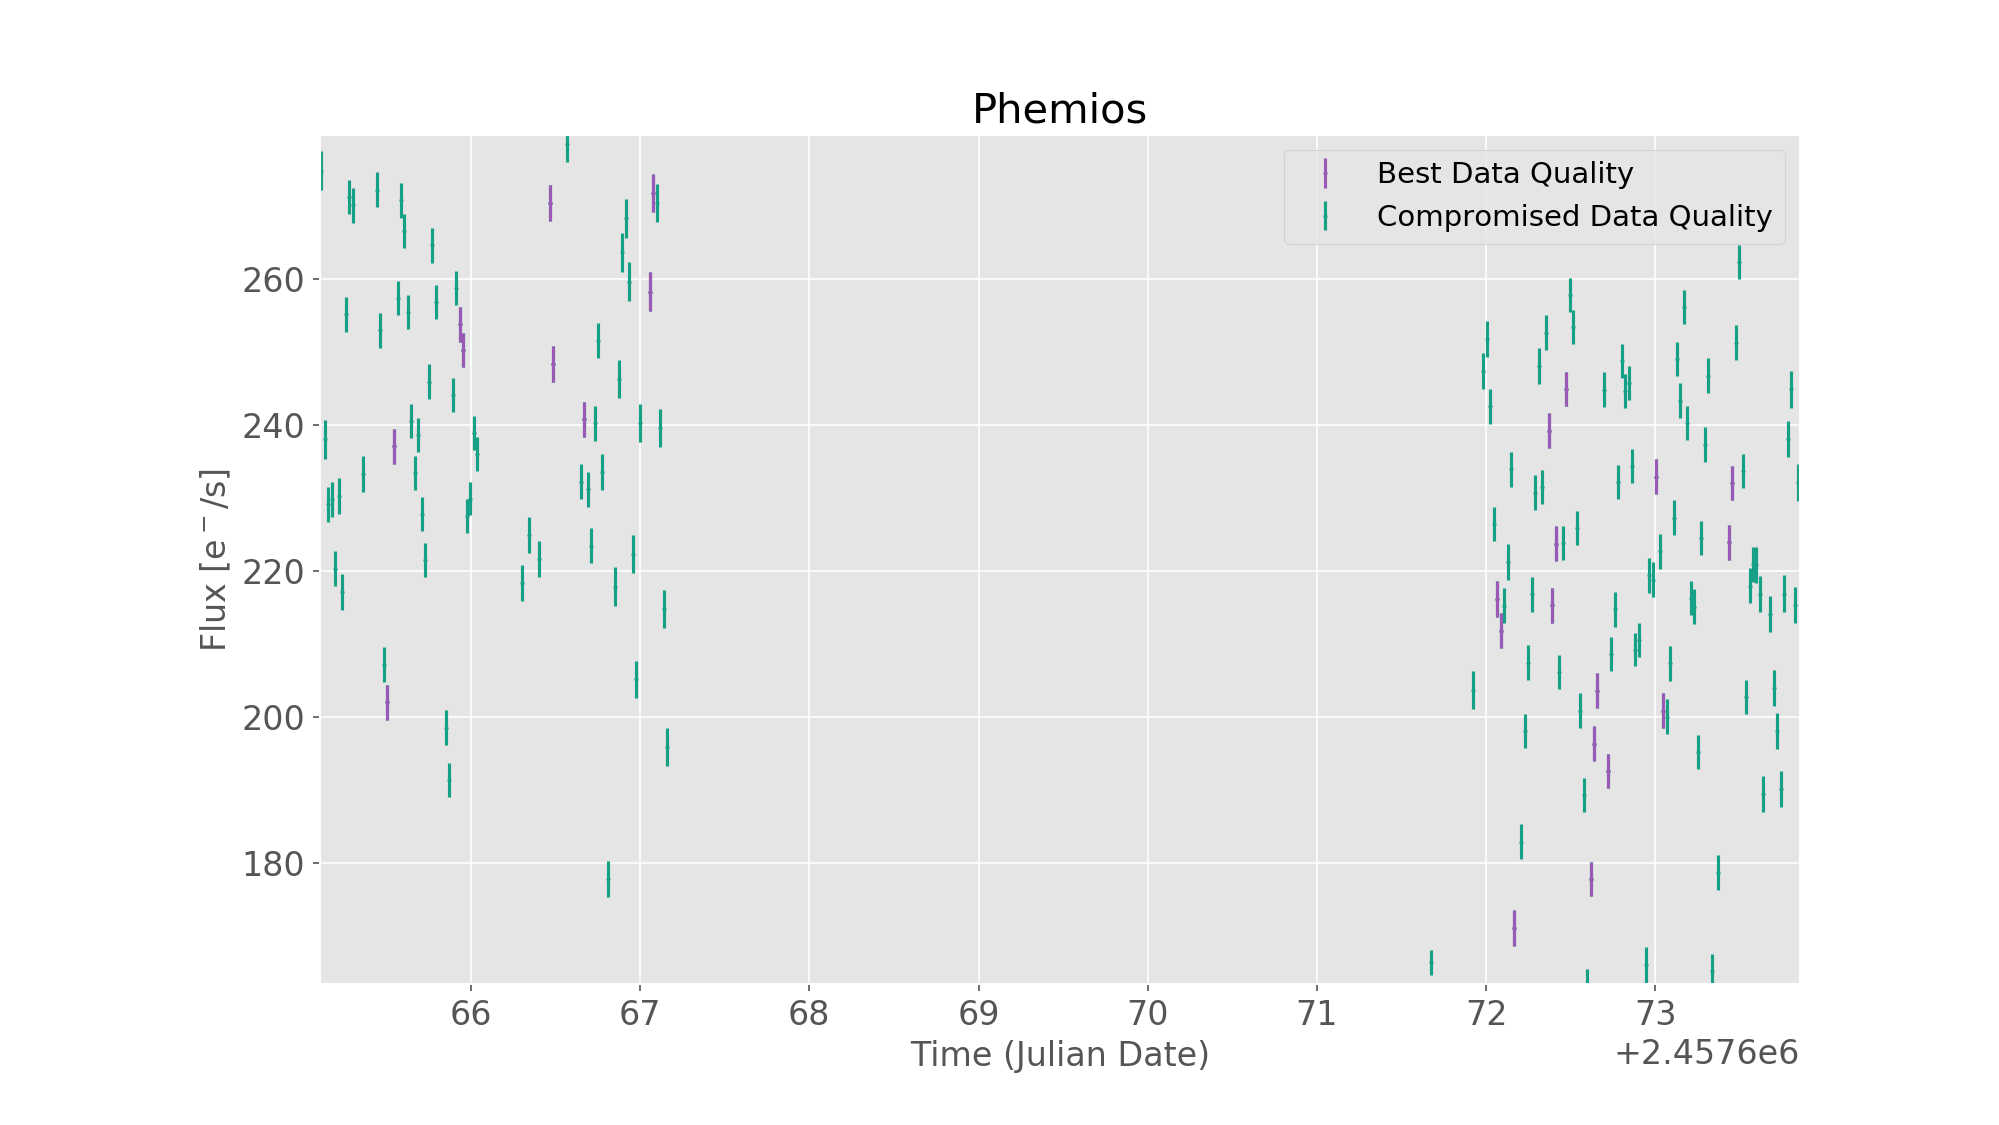 Phemios
Best Data Quality
Compromised Data Quality
260
240
220
200
180
Flux [e⁻/s]
66 67 68 69 70 71 72 73
Time (Julian Date)
+2.4576e6